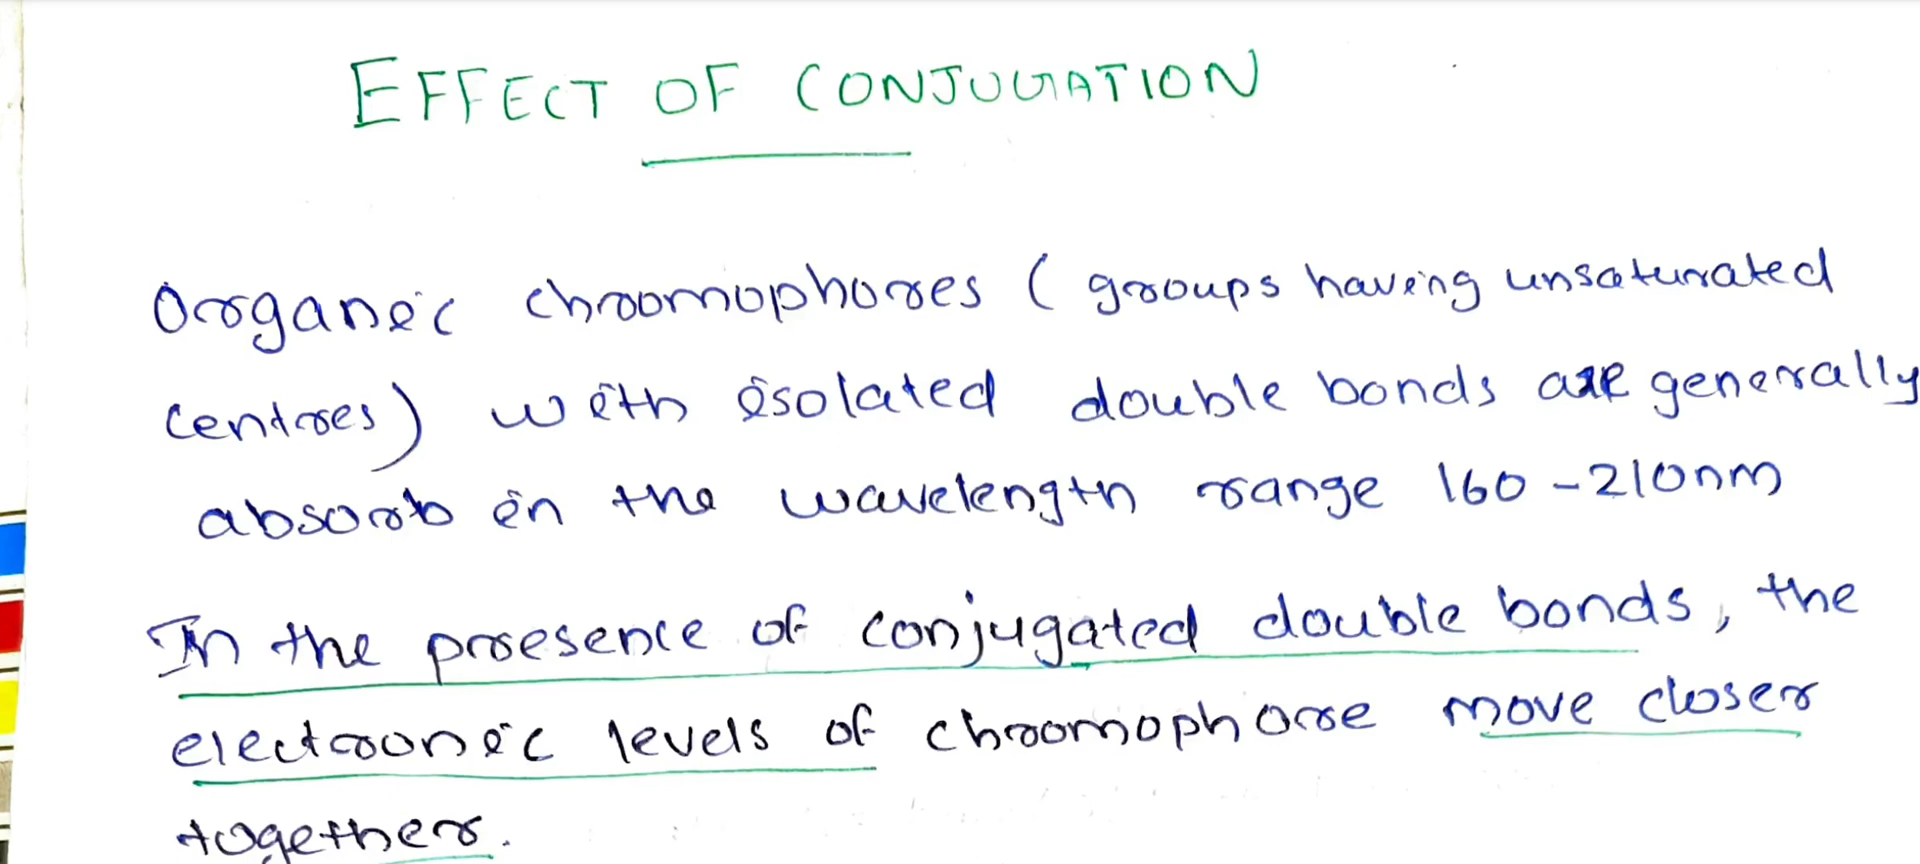 EFFECT OF CONJUGATION
Organic chromophores ( groups having unsaturated
centres) with isolated double bonds are generally
absorb in the wavelength range 160-210nm
In the presence of conjugated double bonds, the
electronic levels of chromophore move closer
together.